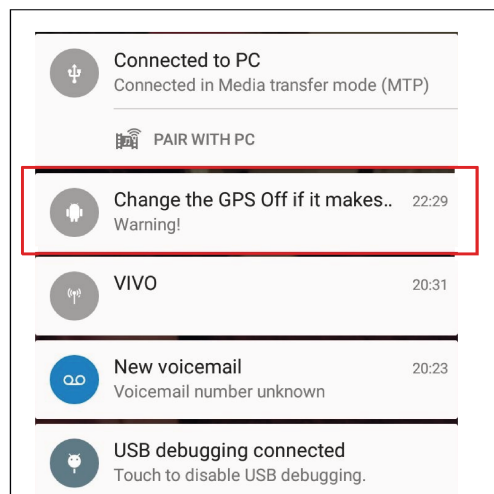 Connected to PC
Connected in Media transfer mode (MTP)
PAIR WITH PC
Change the GPS Off if it makes.. 22:29
Warning!
VIVO 20:31
New voicemail 20:23
Voicemail number unknown
USB debugging connected
Touch to disable USB debugging.